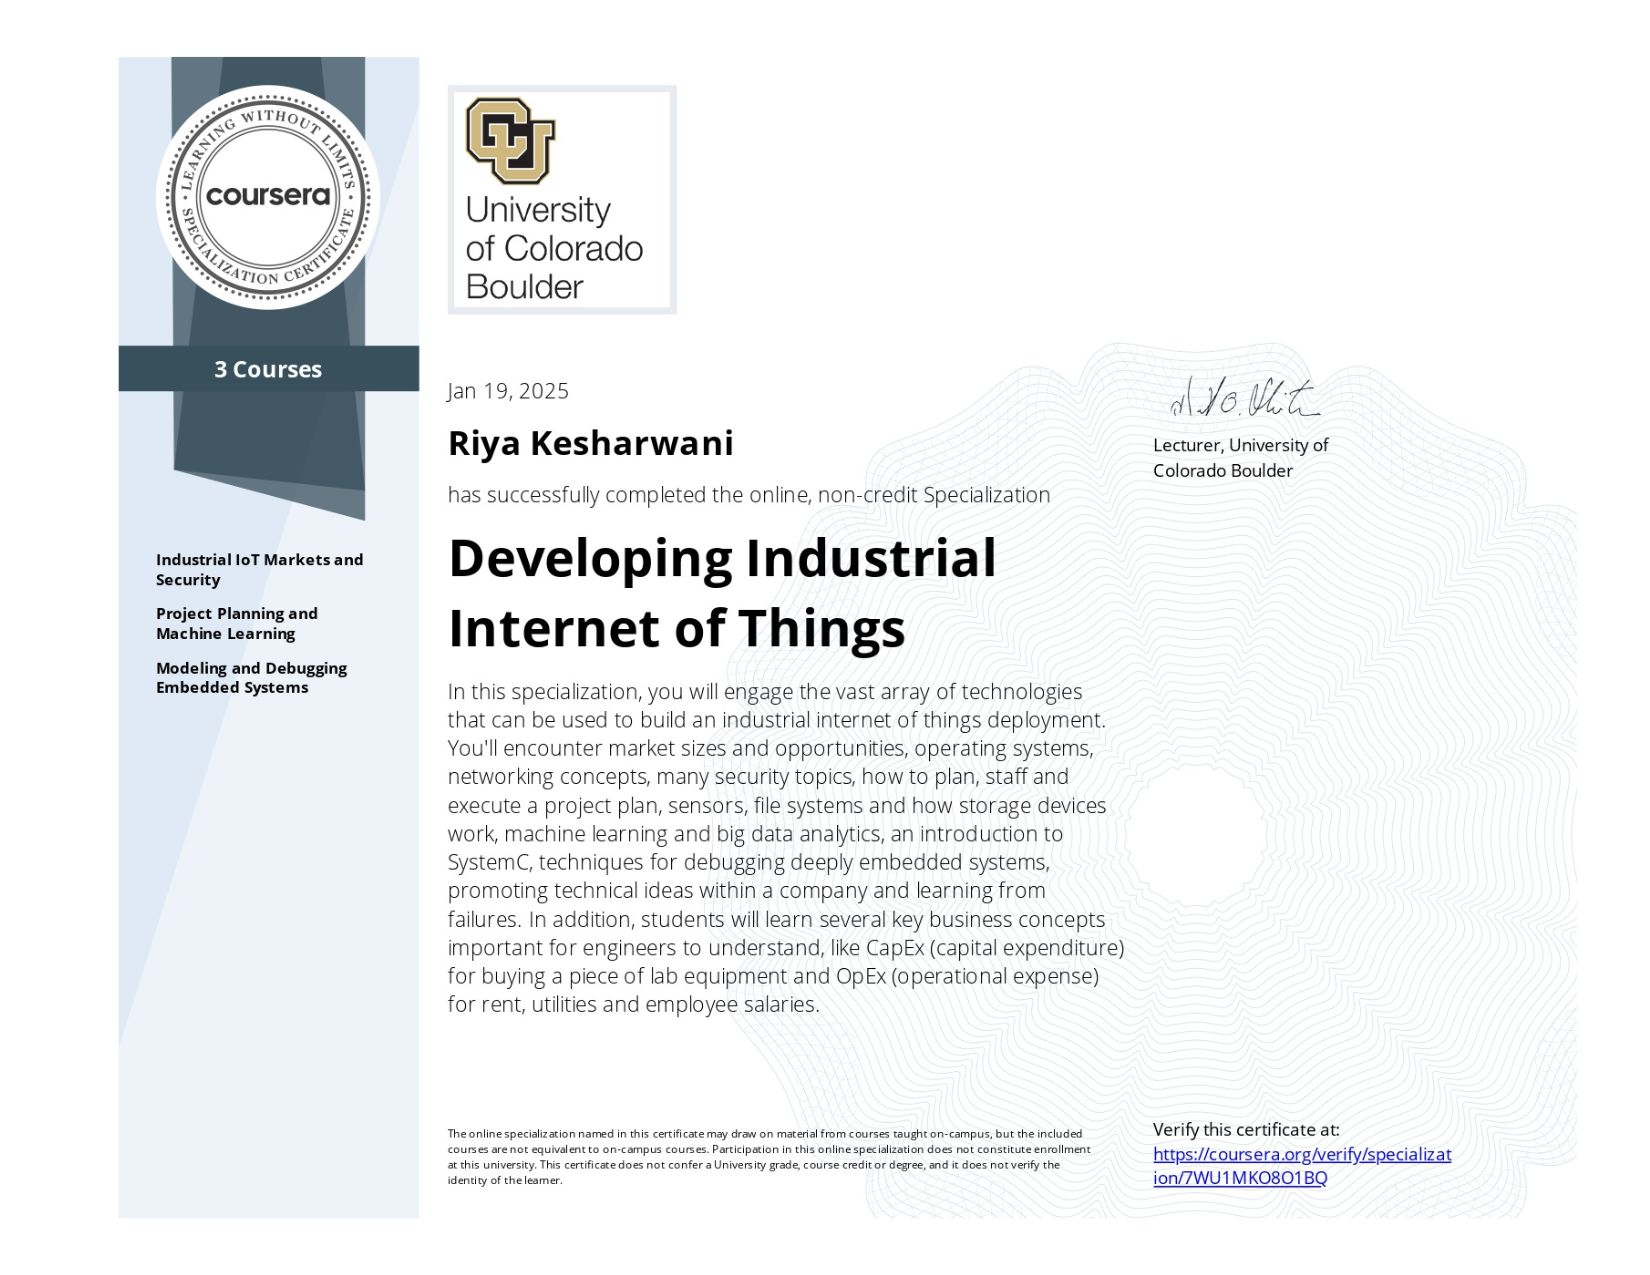 LEARNING WITHOUT LIMITS
coursera
SPECIALIZATION CERTIFICATE
3 Courses
Industrial IoT Markets and
Security
Project Planning and
Machine Learning
Modeling and Debugging
Embedded Systems
CU
University
of Colorado
Boulder
Jan 19, 2025
Riya Kesharwani
has successfully completed the online, non-credit Specialization
Developing Industrial
Internet of Things
In this specialization, you will engage the vast array of technologies
that can be used to build an industrial internet of things deployment.
You'll encounter market sizes and opportunities, operating systems,
networking concepts, many security topics, how to plan, staff and
execute a project plan, sensors, file systems and how storage devices
work, machine learning and big data analytics, an introduction to
SystemC, techniques for debugging deeply embedded systems,
promoting technical ideas within a company and learning from
failures. In addition, students will learn several key business concepts
important for engineers to understand, like CapEx (capital expenditure)
for buying a piece of lab equipment and OpEx (operational expense)
for rent, utilities and employee salaries.
Lecturer, University of
Colorado Boulder
The online specialization named in this certificate may draw on material from courses taught on-campus, but the included
courses are not equivalent to on-campus courses. Participation in this online specialization does not constitute enrollment
at this university. This certificate does not confer a University grade, course credit or degree, and it does not verify the
identity of the learner.
Verify this certificate at:
https://coursera.org/verify/specializat
ion/7WU1MKO8O1BQ